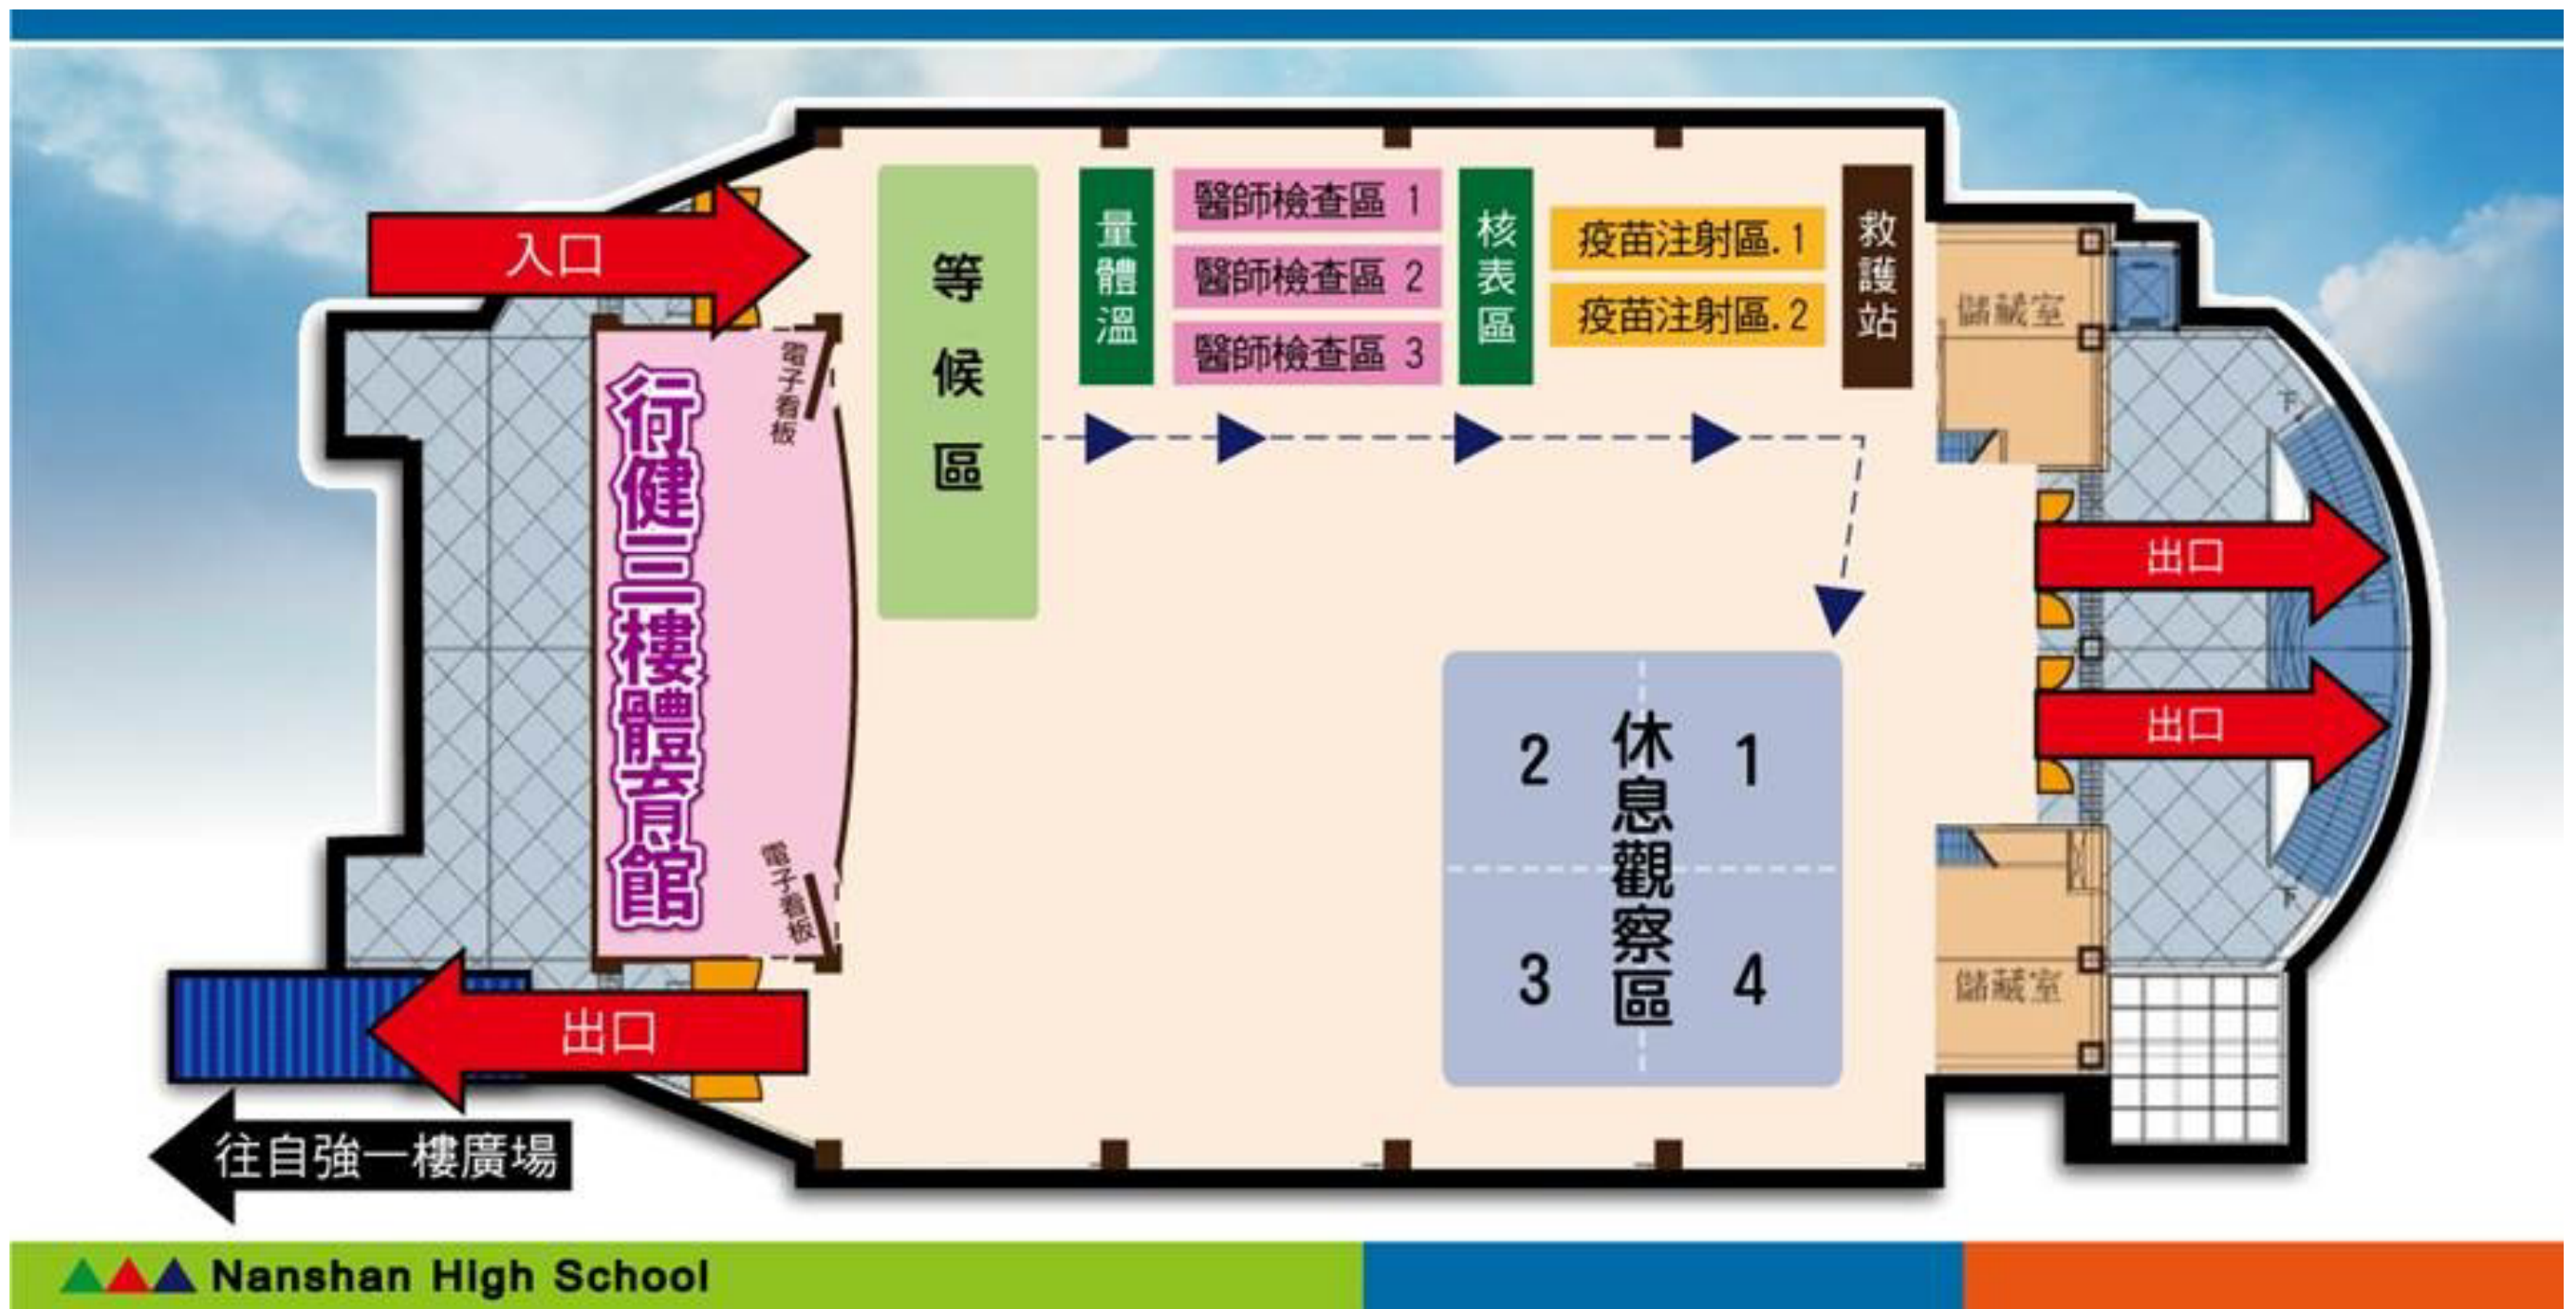 入口
等候區
量體溫
醫師檢查區 1
醫師檢查區 2
醫師檢查區 3
核表區
疫苗注射區.1
疫苗注射區.2
救護站
儲藏室
電子看板
行健三樓體育館
下
出口
出口
2
1
休息觀察區
3
4
電子看板
下
儲藏室
出口
往自強一樓廣場
Nanshan High School